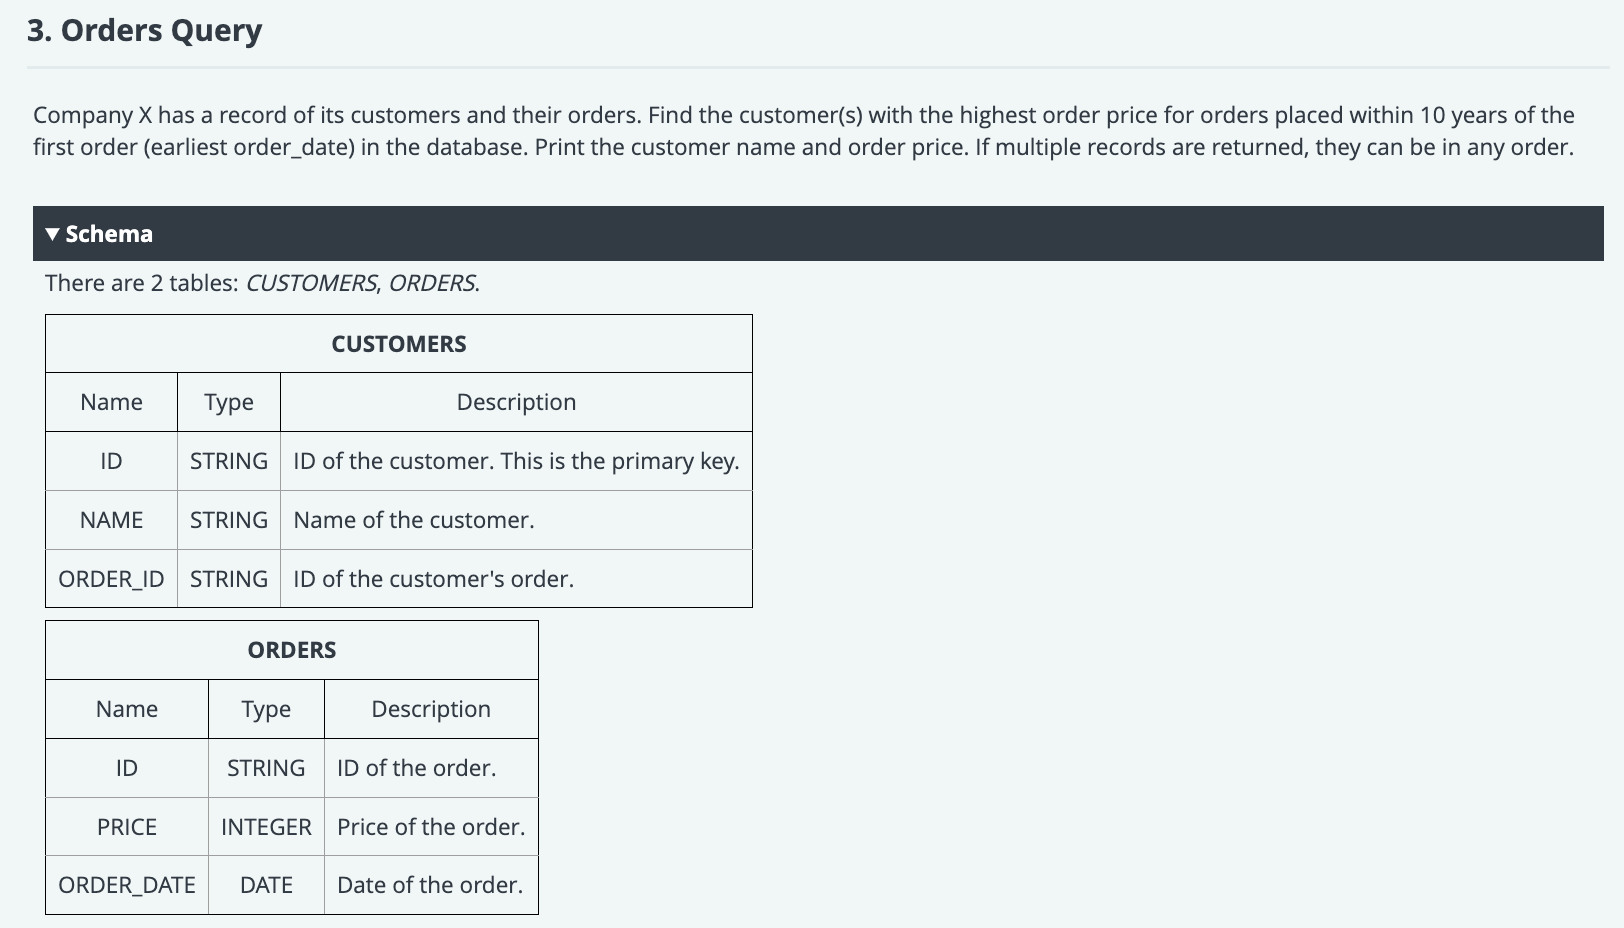 3. Orders Query
Company X has a record of its customers and their orders. Find the customer(s) with the highest order price for orders placed within 10 years of the
first order (earliest order_date) in the database. Print the customer name and order price. If multiple records are returned, they can be in any order.
▼ Schema
There are 2 tables: CUSTOMERS, ORDERS.
CUSTOMERS
Name Type Description
ID STRING ID of the customer. This is the primary key.
NAME STRING Name of the customer.
ORDER_ID STRING ID of the customer's order.
ORDERS
Name Type Description
ID STRING ID of the order.
PRICE INTEGER Price of the order.
ORDER_DATE DATE Date of the order.